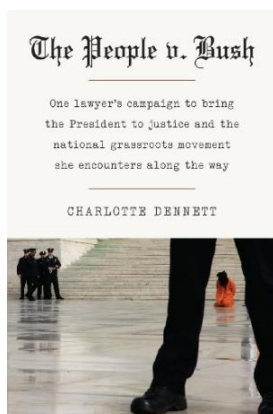 The People v. Bush
One lawyer's campaign to bring
the President to justice and the
national grassroots movement
she encounters along the way
CHARLOTTE DENNETT